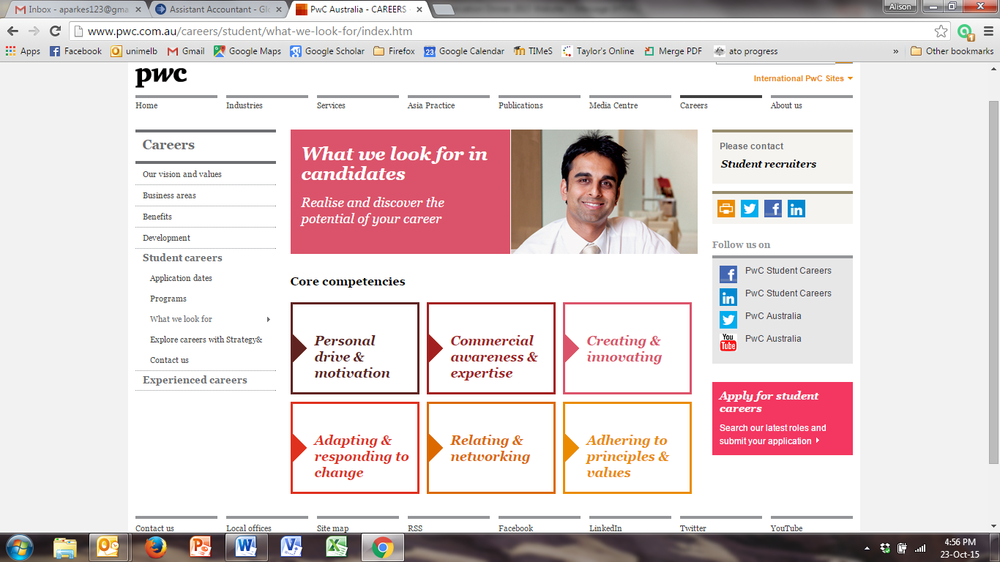 Inbox - aparkes123@gma
Assistant Accountant - Glo
PwC Australia - CAREERS -
Alison
www.pwc.com.au/careers/student/what-we-look-for/index.htm
Apps
Facebook
unimelb
Gmail
Google Maps
Google Scholar
Firefox
Google Calendar
TIMeS
Taylor's Online
Merge PDF
ato progress
»
Other bookmarks
pwc
International PwC Sites
Home
Industries
Services
Asia Practice
Publications
Media Centre
Careers
About us
Careers
Our vision and values
Business areas
Benefits
Development
Student careers
Application dates
Programs
What we look for
Explore careers with Strategy&
Contact us
Experienced careers
What we look for in
candidates
Realise and discover the
potential of your career
Core competencies
Personal
drive &
motivation
Commercial
awareness &
expertise
Creating &
innovating
Adapting &
responding to
change
Relating &
networking
Adhering to
principles &
values
Please contact
Student recruiters
Follow us on
PwC Student Careers
PwC Student Careers
PwC Australia
You
Tube
PwC Australia
Apply for student
careers
Search our latest roles and
submit your application
Contact us
Local offices
Site map
RSS
Facebook
LinkedIn
Twitter
YouTube
4:56 PM
23-Oct-15